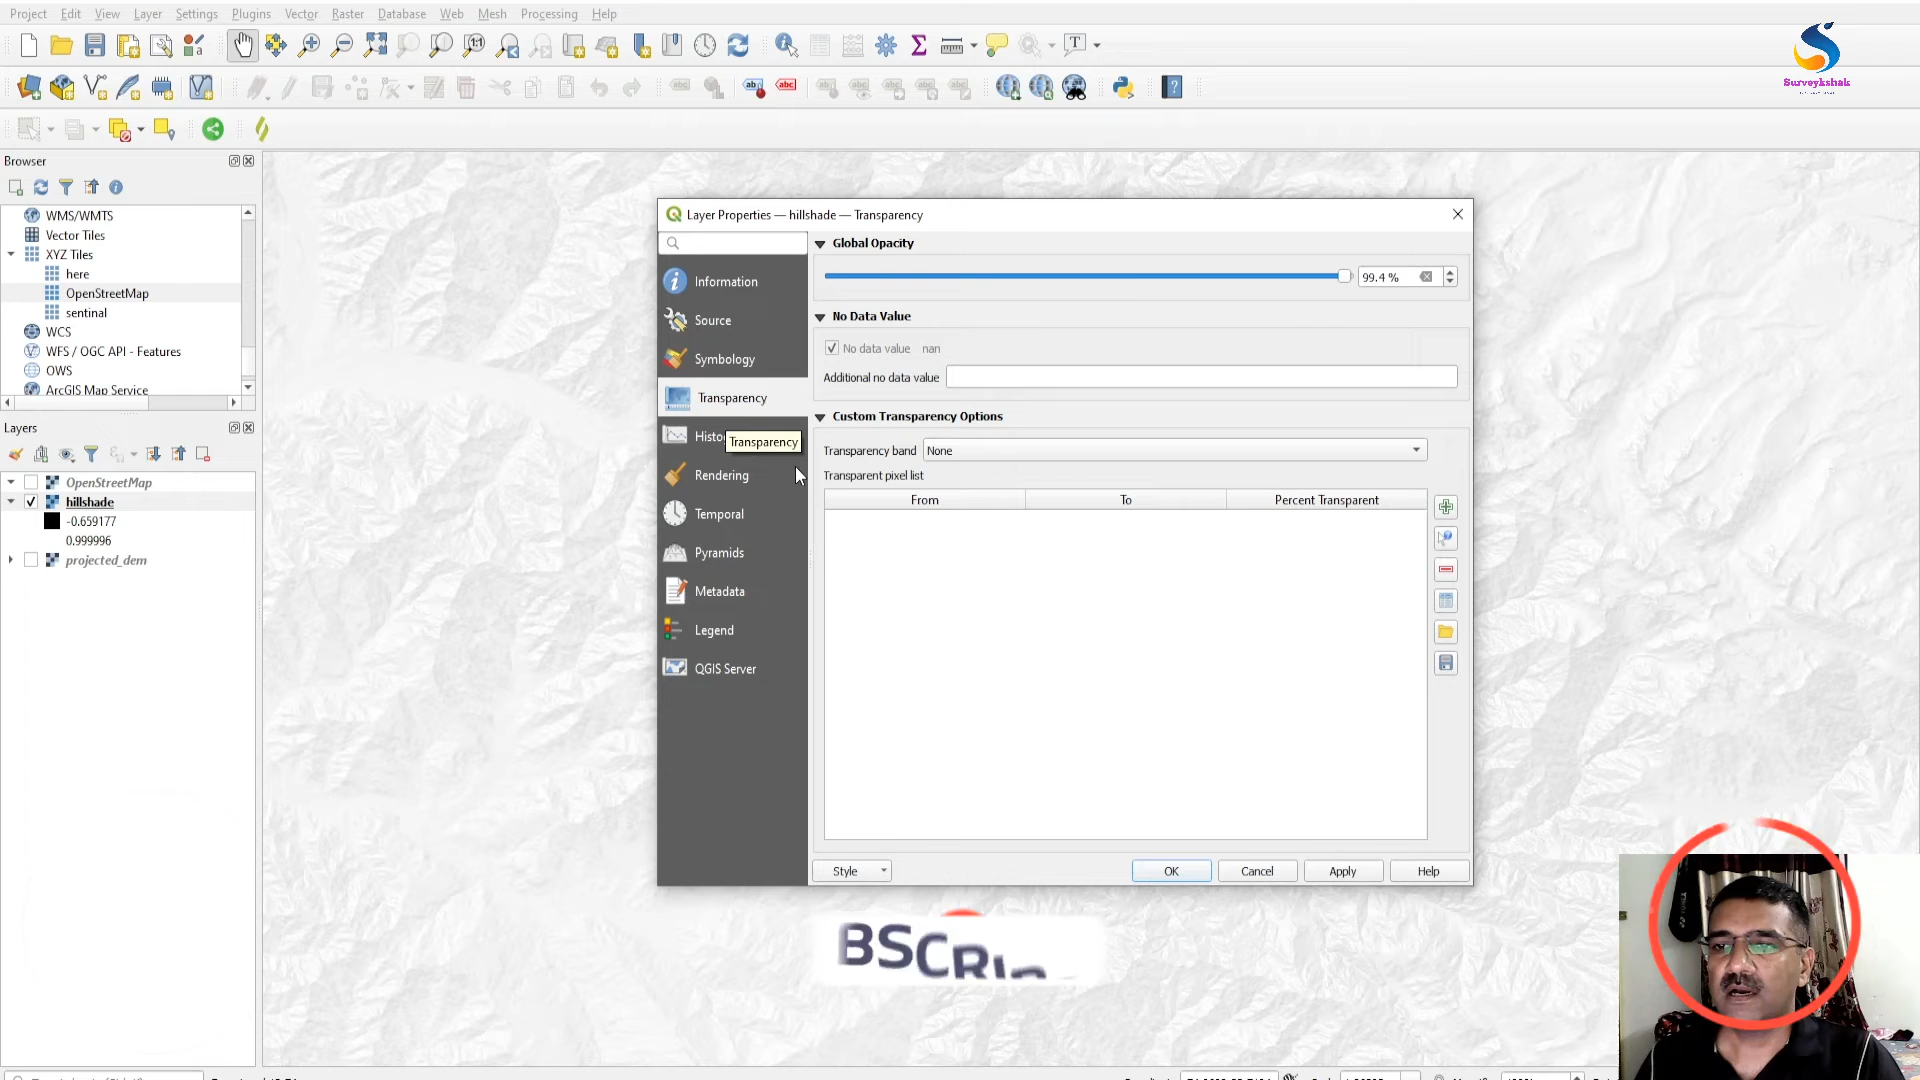 Project Edit View Layer Settings Plugins Vector Raster Database Web Mesh Processing Help
Surveykshak
Browser
WMS/WMTS
Vector Tiles
XYZ Tiles
here
OpenStreetMap
sentinal
WCS
WFS / OGC API - Features
OWS
ArcGIS Map Service
Layers
OpenStreetMap
hillshade
-0.659177
0.999996
projected_dem
Layer Properties — hillshade — Transparency
Information
Source
Symbology
Transparency
Histo
Transparency
Rendering
Temporal
Pyramids
Metadata
Legend
QGIS Server
Global Opacity
99.4 %
No Data Value
No data value nan
Additional no data value
Custom Transparency Options
Transparency band None
Transparent pixel list
From To Percent Transparent
Style OK Cancel Apply Help
BSCRI